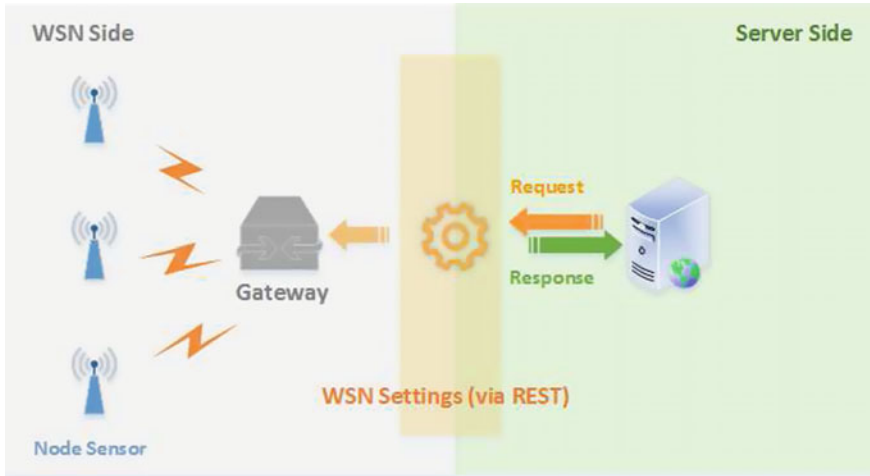 WSN Side
Server Side
Request
Response
Gateway
WSN Settings (via REST)
Node Sensor